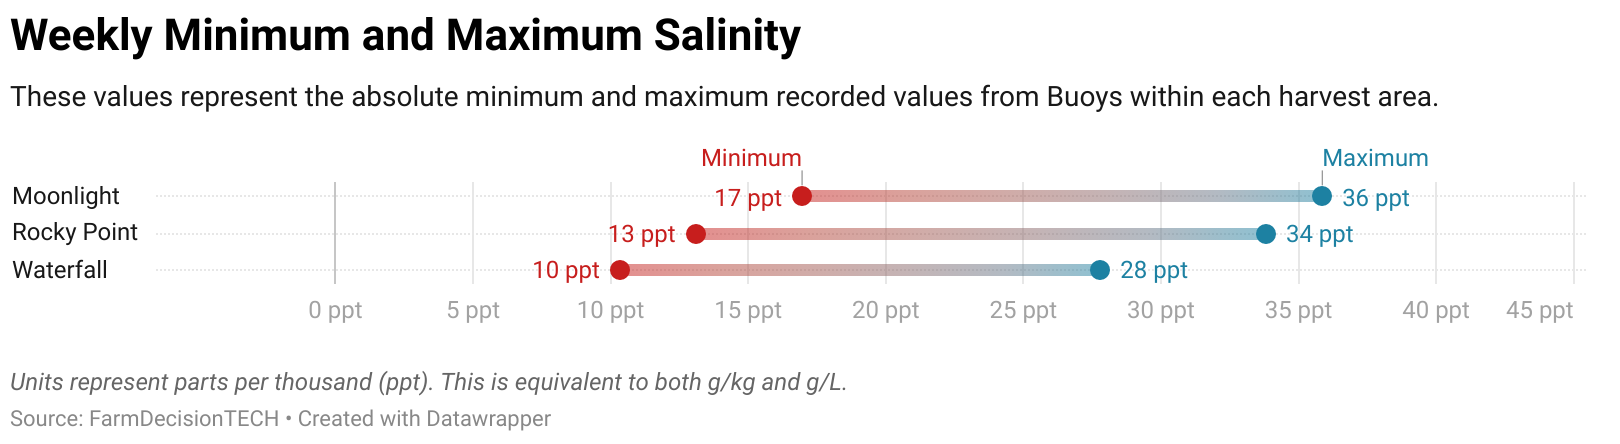 Weekly Minimum and Maximum Salinity
These values represent the absolute minimum and maximum recorded values from Buoys within each harvest area.
Minimum Maximum
Moonlight 17 ppt 36 ppt
Rocky Point 13 ppt 34 ppt
Waterfall 10 ppt 28 ppt
0 ppt 5 ppt 10 ppt 15 ppt 20 ppt 25 ppt 30 ppt 35 ppt 40 ppt 45 ppt
Units represent parts per thousand (ppt). This is equivalent to both g/kg and g/L.
Source: FarmDecisionTECH • Created with Datawrapper